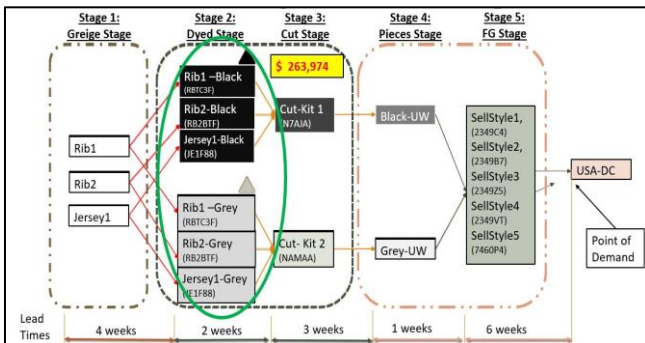 Stage 1:
Greige Stage
Stage 2:
Dyed Stage
Stage 3:
Cut Stage
Stage 4:
Pieces Stage
Stage 5:
FG Stage
$ 263,974
Rib1
Rib2
Jersey1
Rib1 –Black
(RBTC3F)
Rib2-Black
(RB2BTF)
Jersey1-Black
(JE1F88)
Rib1 –Grey
(RBTC3F)
Rib2-Grey
(RB2BTF)
Jersey1-Grey
(JE1F88)
Cut-Kit 1
(N7AJA)
Cut- Kit 2
(NAMAA)
Black-UW
Grey-UW
SellStyle1,
(2349C4)
SellStyle2,
(2349B7)
SellStyle3
(2349Z5)
SellStyle4
(2349VT)
SellStyle5
(7460P4)
USA-DC
Point of
Demand
Lead
Times
4 weeks
2 weeks
3 weeks
1 weeks
6 weeks